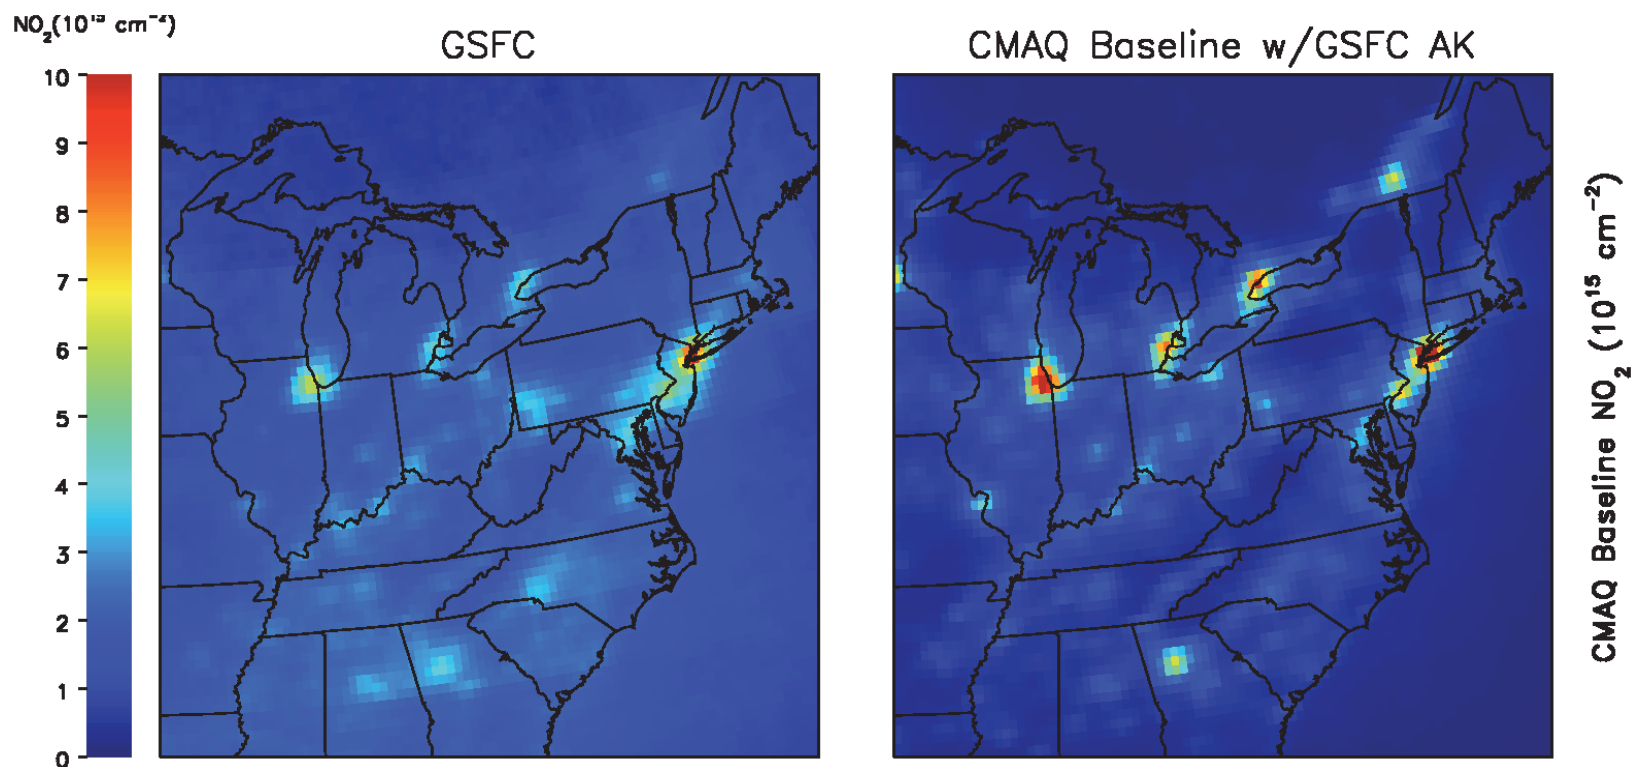 NO₂(10¹⁵ cm⁻²)
GSFC
CMAQ Baseline w/GSFC AK
10
9
8
7
6
5
4
3
2
1
0
CMAQ Baseline NO₂ (10¹⁵ cm⁻²)